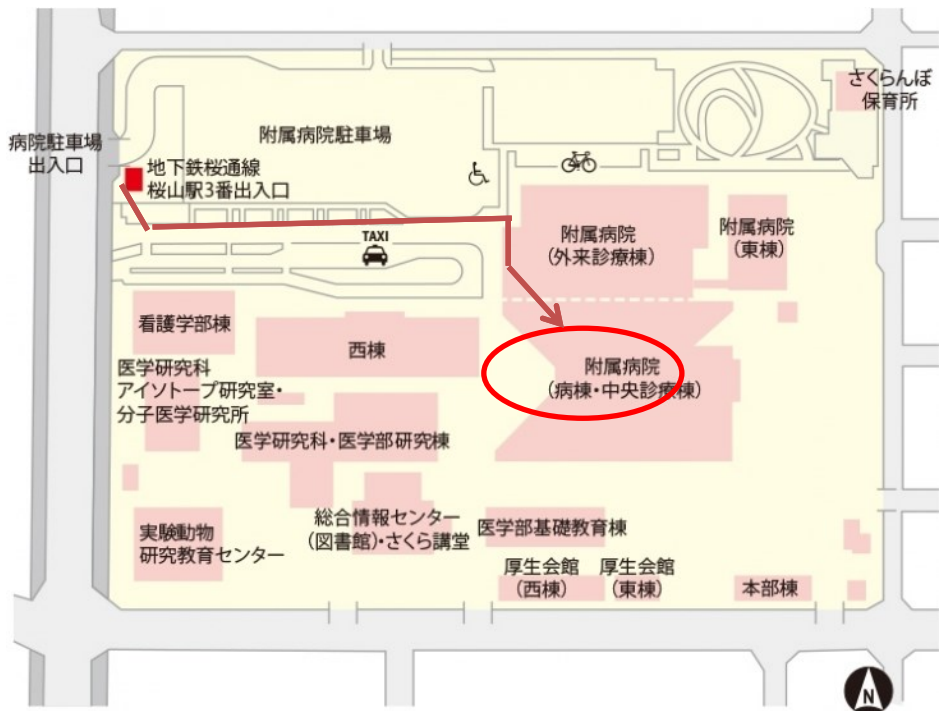 さくらんぼ
保育所
病院駐車場
出入口
附属病院駐車場
地下鉄桜通線
桜山駅3番出入口
附属病院
(外来診療棟)
附属病院
(東棟)
TAXI
看護学部棟
西棟
附属病院
(病棟・中央診療棟)
医学研究科
アイソトープ研究室・
分子医学研究所
医学研究科・医学部研究棟
実験動物
研究教育センター
総合情報センター
(図書館)・さくら講堂
医学部基礎教育棟
厚生会館
(西棟)
厚生会館
(東棟)
本部棟
N